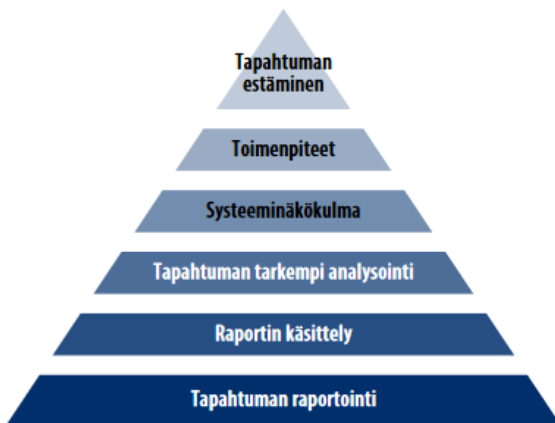 Tapahtuman
estäminen
Toimenpiteet
Systeeminäkökulma
Tapahtuman tarkempi analysointi
Raportin käsittely
Tapahtuman raportointi